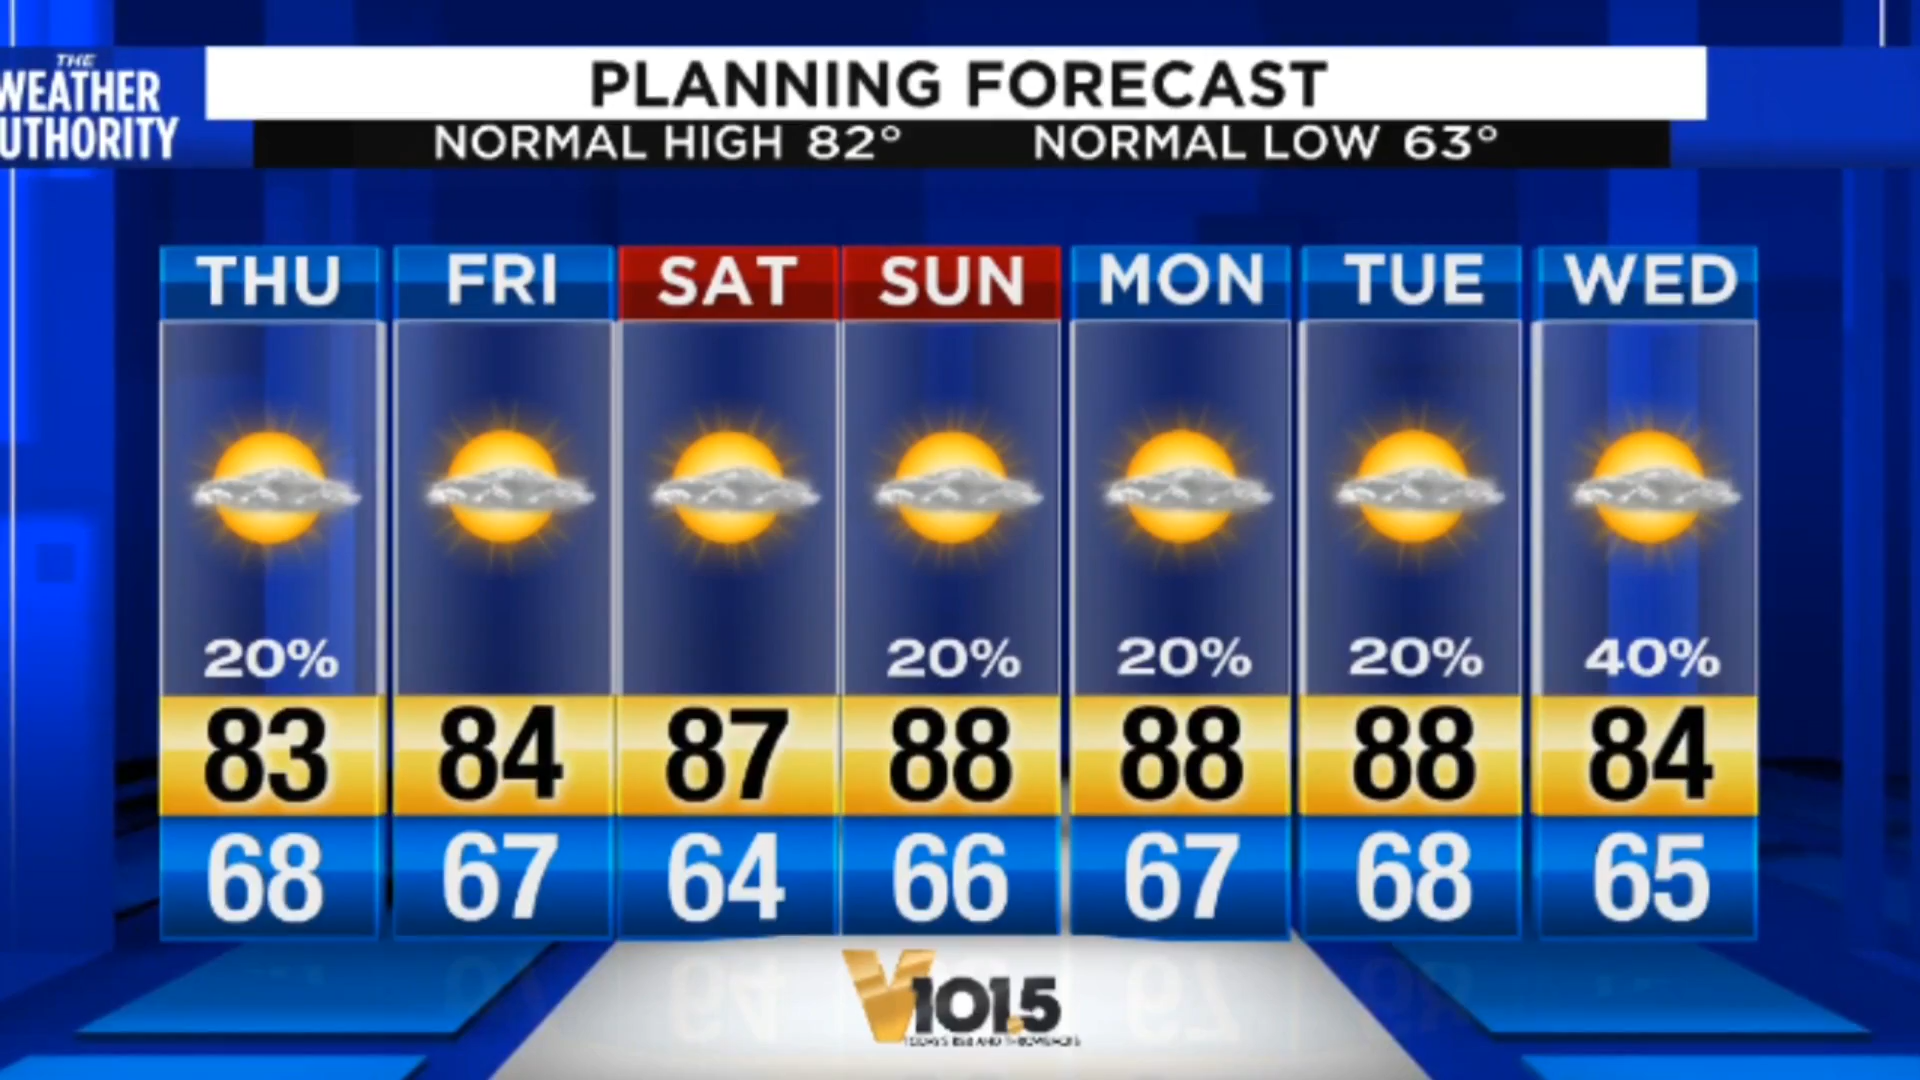 THE
WEATHER
UTHORITY
PLANNING FORECAST
NORMAL HIGH 82° NORMAL LOW 63°
THU FRI SAT SUN MON TUE WED
20% 20% 20% 20% 40%
83 84 87 88 88 88 84
68 67 64 66 67 68 65
V101.5